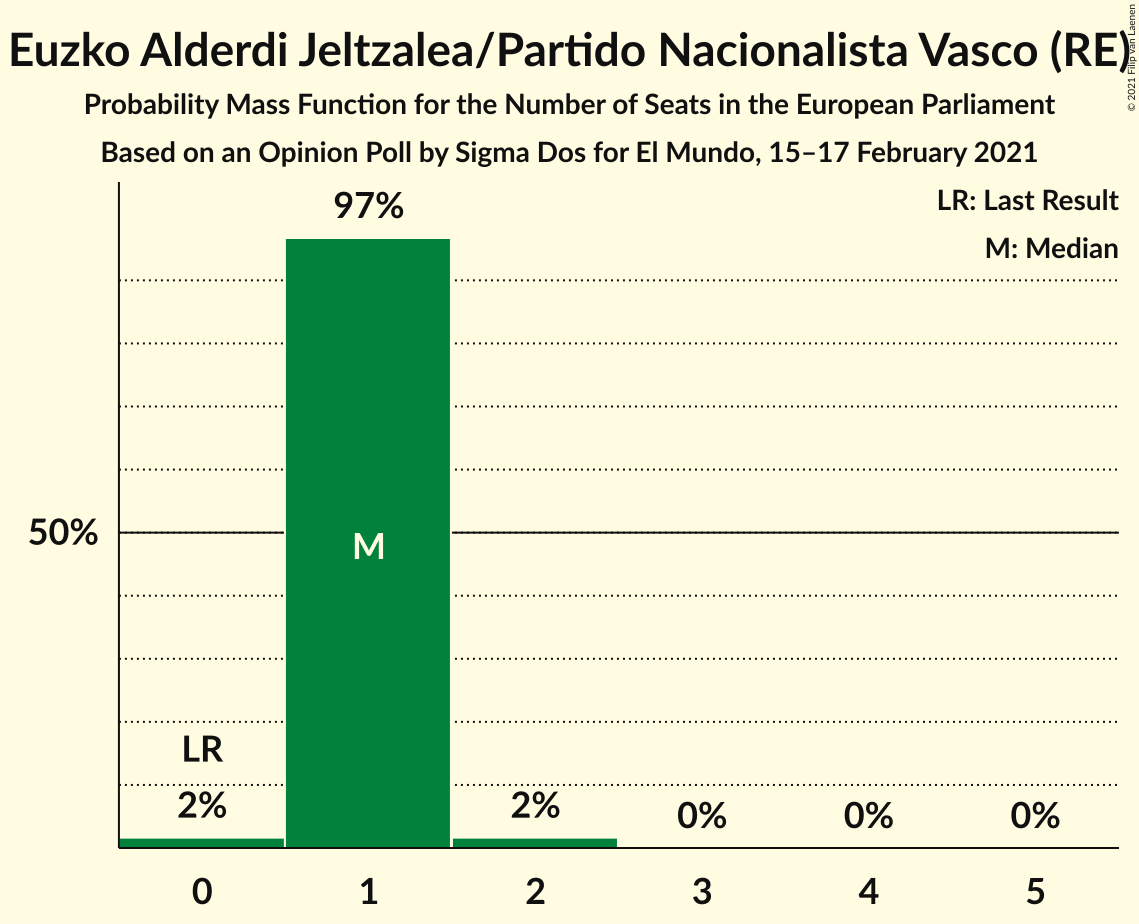 Euzko Alderdi Jeltzalea/Partido Nacionalista Vasco (RE)
© 2021 Filip van Laenen
Probability Mass Function for the Number of Seats in the European Parliament
Based on an Opinion Poll by Sigma Dos for El Mundo, 15–17 February 2021
LR: Last Result
M: Median
97%
50%
M
LR
2%
2%
0%
0%
0%
0
1
2
3
4
5